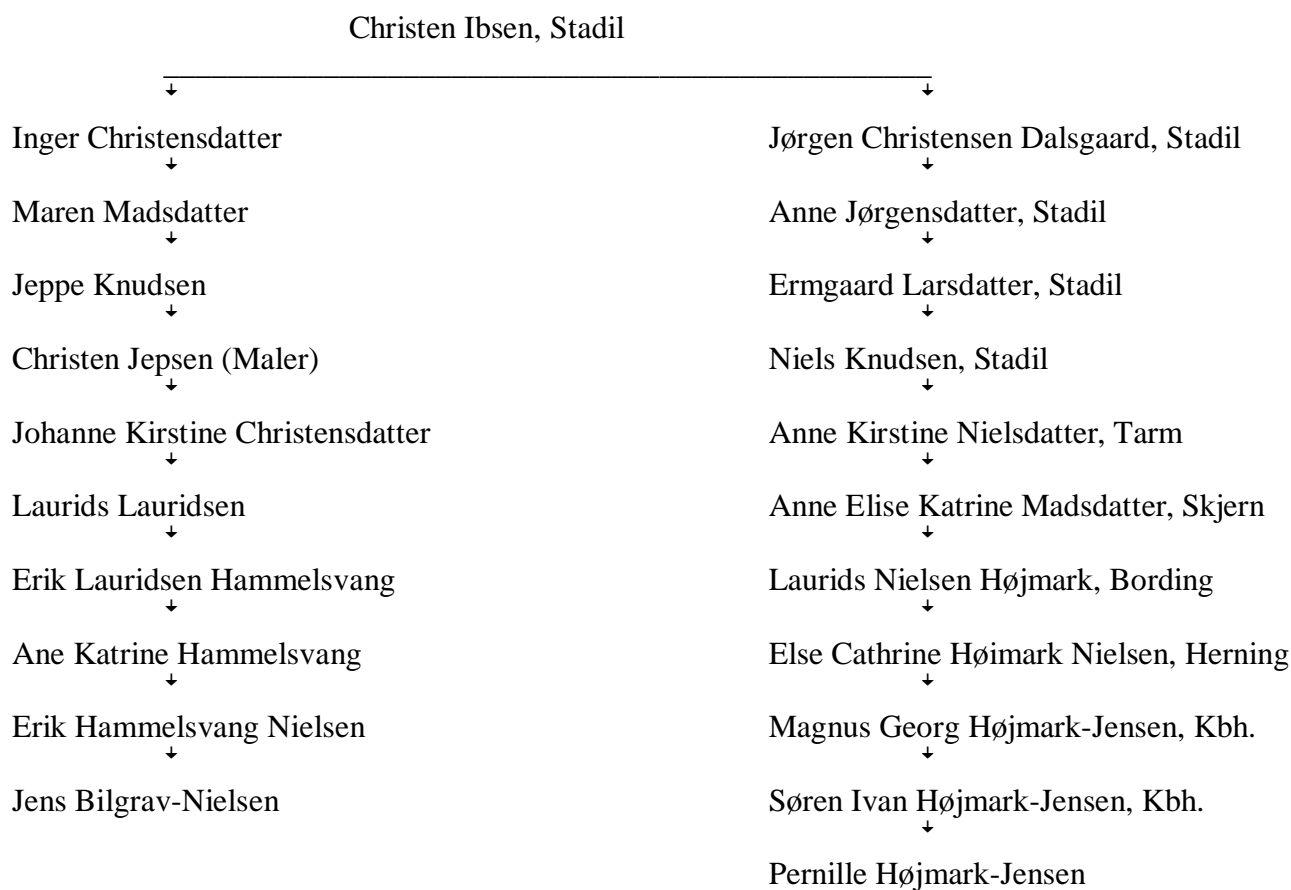 Christen Ibsen, Stadil
Inger Christensdatter
Jørgen Christensen Dalsgaard, Stadil
Maren Madsdatter
Anne Jørgensdatter, Stadil
Jeppe Knudsen
Ermgaard Larsdatter, Stadil
Christen Jepsen (Maler)
Niels Knudsen, Stadil
Johanne Kirstine Christensdatter
Anne Kirstine Nielsdatter, Tarm
Laurids Lauridsen
Anne Elise Katrine Madsdatter, Skjern
Erik Lauridsen Hammelsvang
Laurids Nielsen Højmark, Bording
Ane Katrine Hammelsvang
Else Cathrine Høimark Nielsen, Herning
Erik Hammelsvang Nielsen
Magnus Georg Højmark-Jensen, Kbh.
Jens Bilgrav-Nielsen
Søren Ivan Højmark-Jensen, Kbh.
Pernille Højmark-Jensen